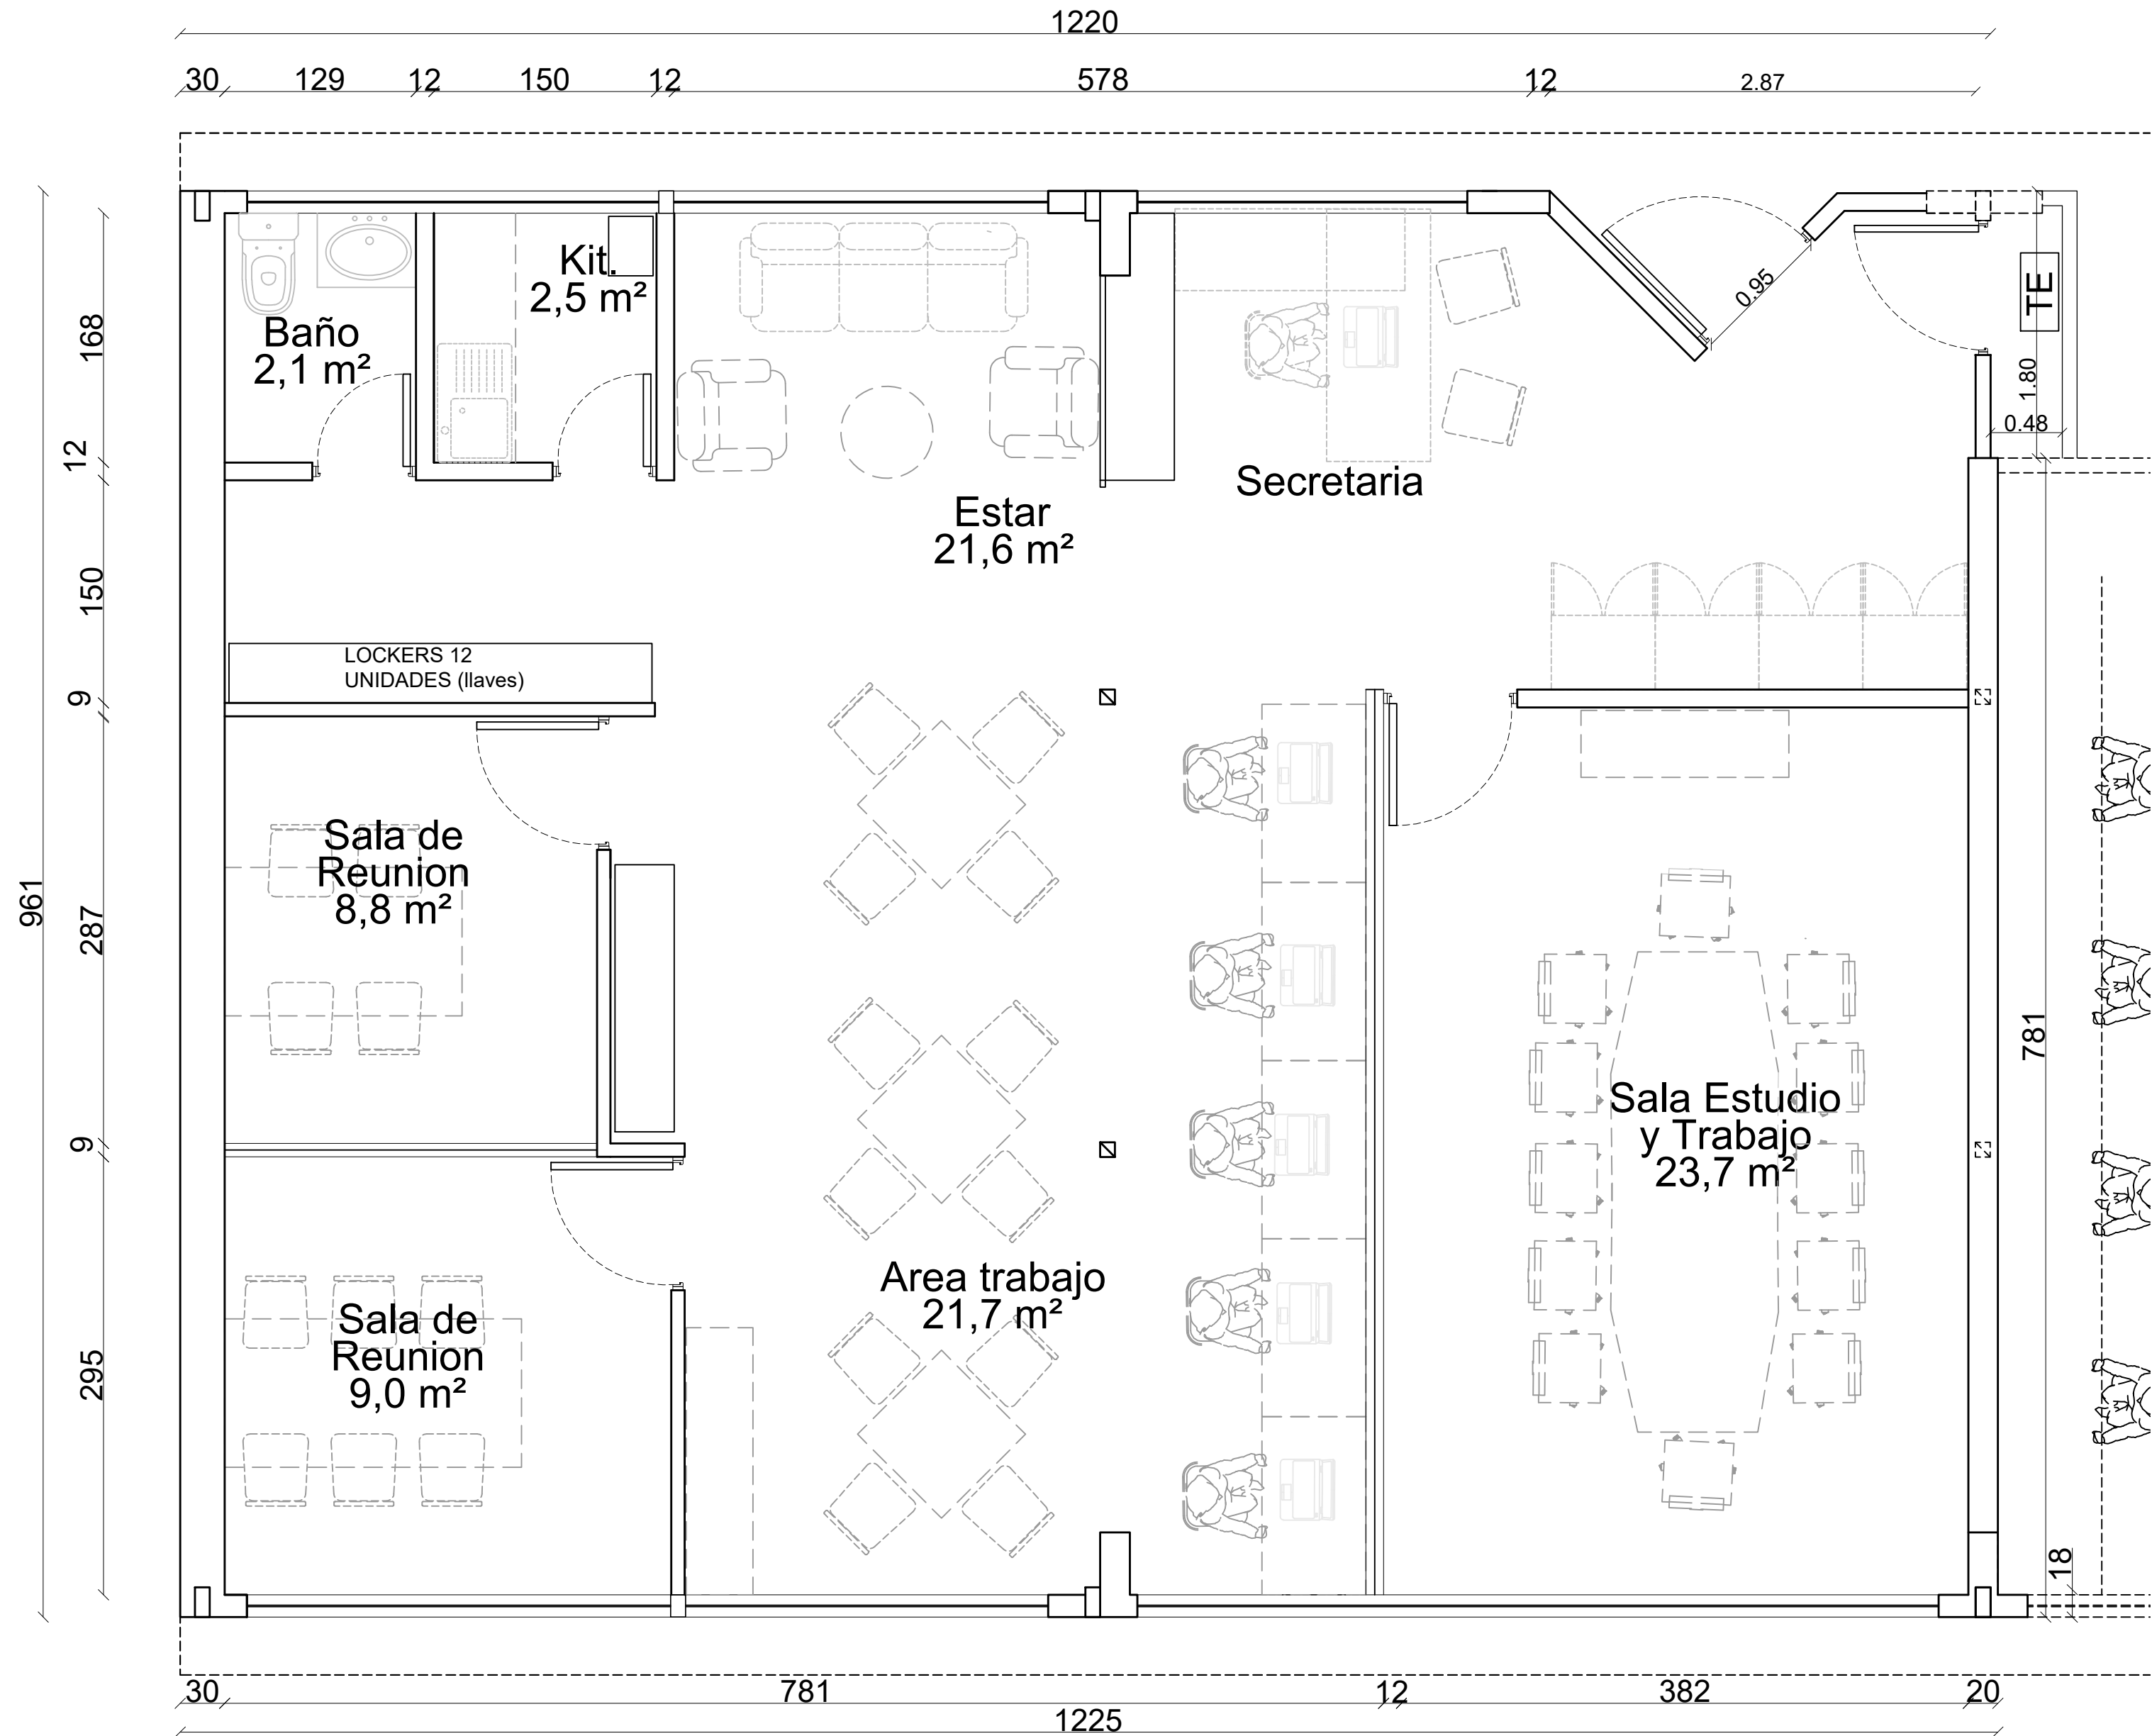 1220
30 129 12 150 12 578 12 2.87
Kit.
2,5 m²
Baño
2,1 m²
0.95
TE
1.80
0.48
168
12
150
9
287
9
295
961
Secretaria
Estar
21,6 m²
LOCKERS 12
UNIDADES (llaves)
Sala de
Reunion
8,8 m²
Sala Estudio
y Trabajo
23,7 m²
781
Area trabajo
21,7 m²
Sala de
Reunion
9,0 m²
18
30 781 12 382 20
1225